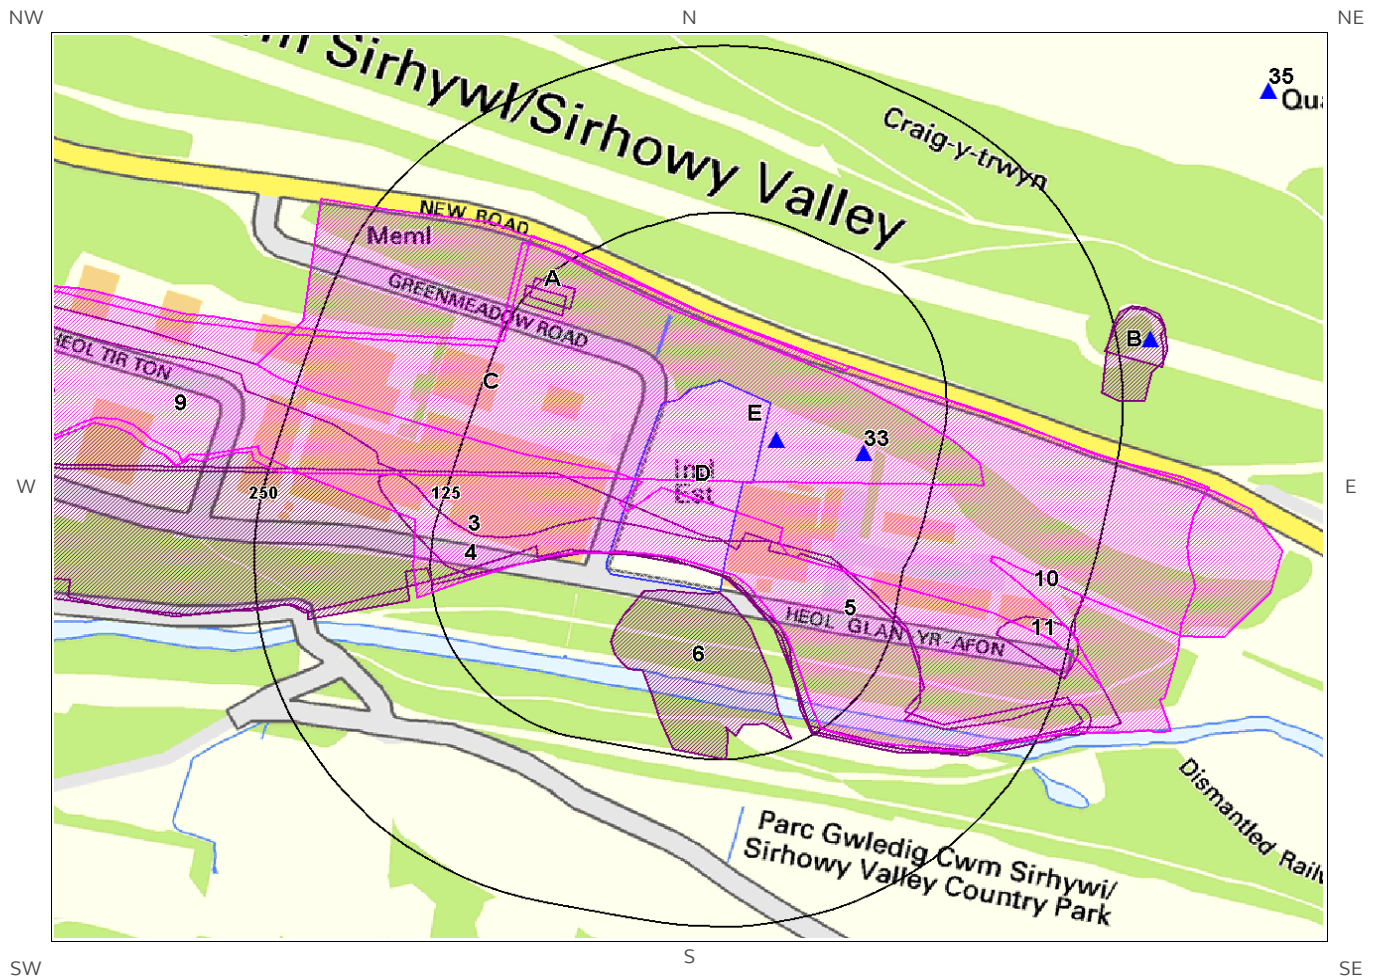 NW
N
NE
35
Qu
m Sirhywl/Sirhowy Valley
Craig-y-trwyn
NEW ROAD
Meml
A
GREENMEADOW ROAD
B
HEOL TIR TON
C
9
E
33
D
Ind
Est
W
E
250
125
3
4
10
5
11
HEOL GLAN YR-AFON
6
Dismantled Railw
Parc Gwledig Cwm Sirhywi/
Sirhowy Valley Country Park
SW
S
SE